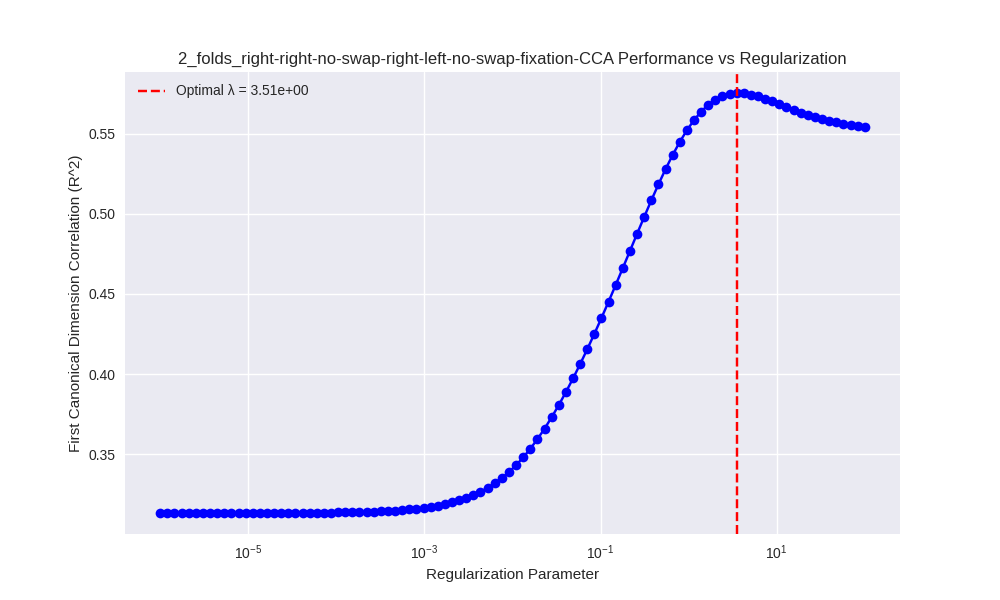 2_folds_right-right-no-swap-right-left-no-swap-fixation-CCA Performance vs Regularization
Optimal λ = 3.51e+00
First Canonical Dimension Correlation (R^2)
0.55
0.50
0.45
0.40
0.35
10⁻⁵
10⁻³
10⁻¹
10¹
Regularization Parameter